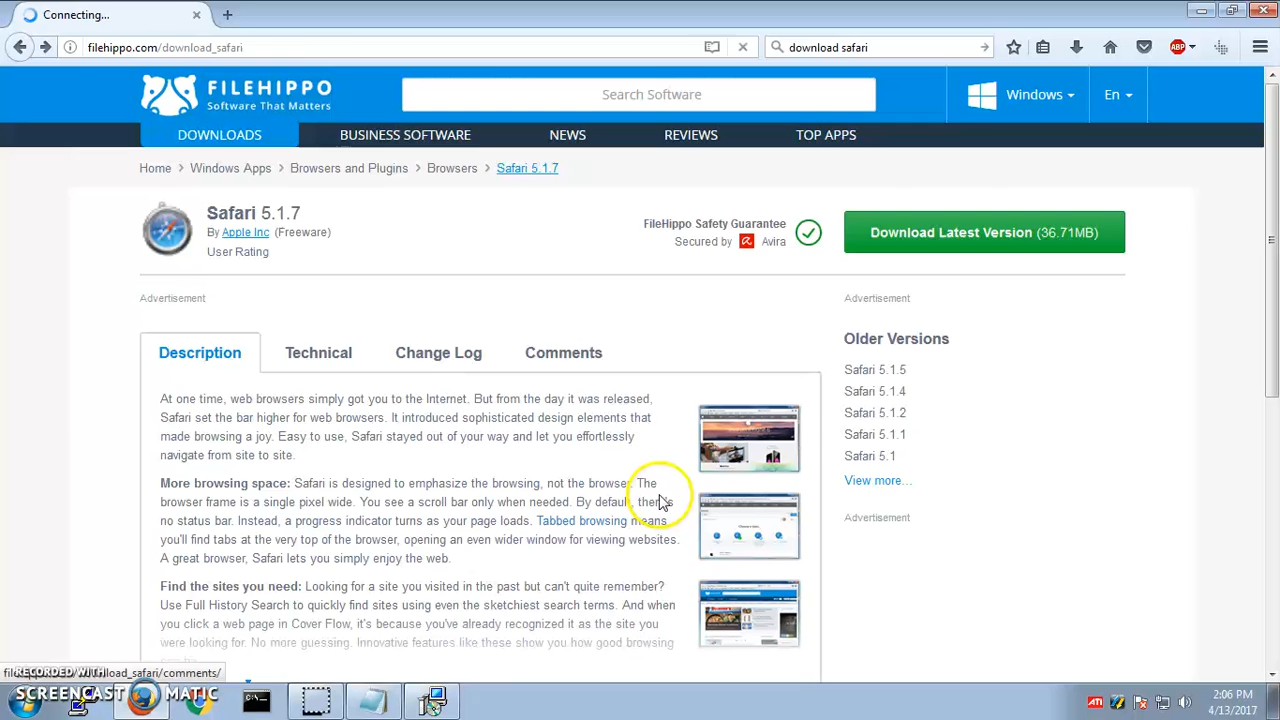 Connecting...
filehippo.com/download_safari
download safari
ABP
FILEHIPPO
Software That Matters
Search Software
Windows
En
DOWNLOADS
BUSINESS SOFTWARE
NEWS
REVIEWS
TOP APPS
Home > Windows Apps > Browsers and Plugins > Browsers > Safari 5.1.7
Safari 5.1.7
By Apple Inc (Freeware)
User Rating
FileHippo Safety Guarantee
Secured by Avira
Download Latest Version (36.71MB)
Advertisement
Advertisement
Description
Technical
Change Log
Comments
At one time, web browsers simply got you to the Internet. But from the day it was released,
Safari set the bar higher for web browsers. It introduced sophisticated design elements that
made browsing a joy. Easy to use, Safari stayed out of your way and let you effortlessly
navigate from site to site.
More browsing space: Safari is designed to emphasize the browsing, not the browser. The
browser frame is a single pixel wide. You see a scroll bar only when needed. By default, there's
no status bar. Instead, a progress indicator turns as your page loads. Tabbed browsing means
you'll find tabs at the very top of the browser, opening an even wider window for viewing websites.
A great browser, Safari lets you simply enjoy the web.
Find the sites you need: Looking for a site you visited in the past but can't quite remember?
Use Full History Search to quickly find sites using even the sketchiest search terms. And when
you click a web page in Cover Flow, it's because you've already recognized it as the site you
were looking for. No more guessing. Innovative features like these show you how good browsing
Older Versions
Safari 5.1.5
Safari 5.1.4
Safari 5.1.2
Safari 5.1.1
Safari 5.1
View more...
Advertisement
RECORDED WITH
SCREENCAST MATIC
nload_safari/comments/
ATI
2:06 PM
4/13/2017